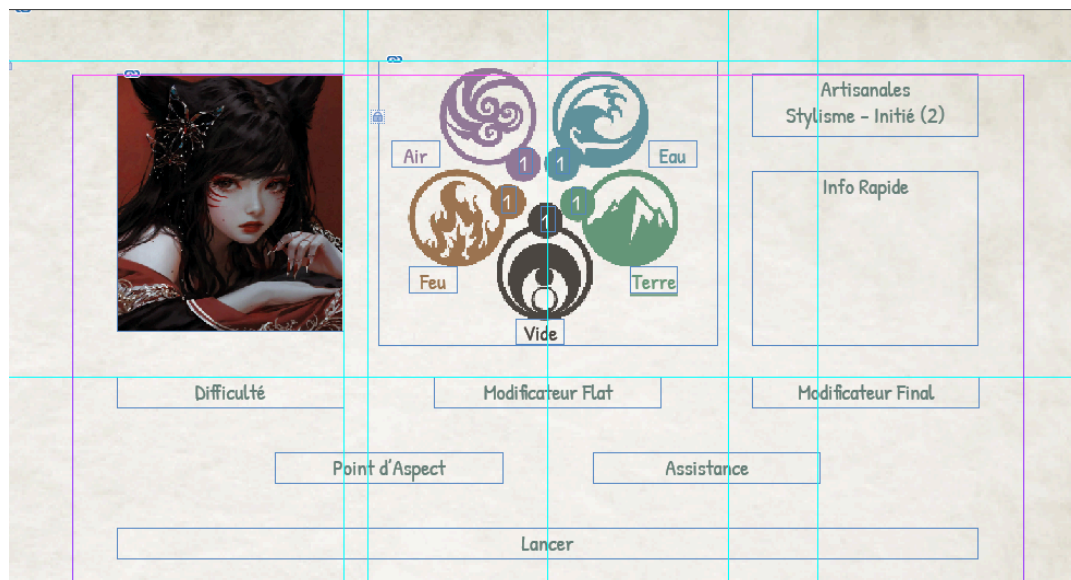 Artisanales
Stylisme - Initié (2)
Air
1
1
Eau
Info Rapide
1
1
1
Feu
Terre
Vide
Difficulté
Modificateur Flat
Modificateur Final
Point d'Aspect
Assistance
Lancer